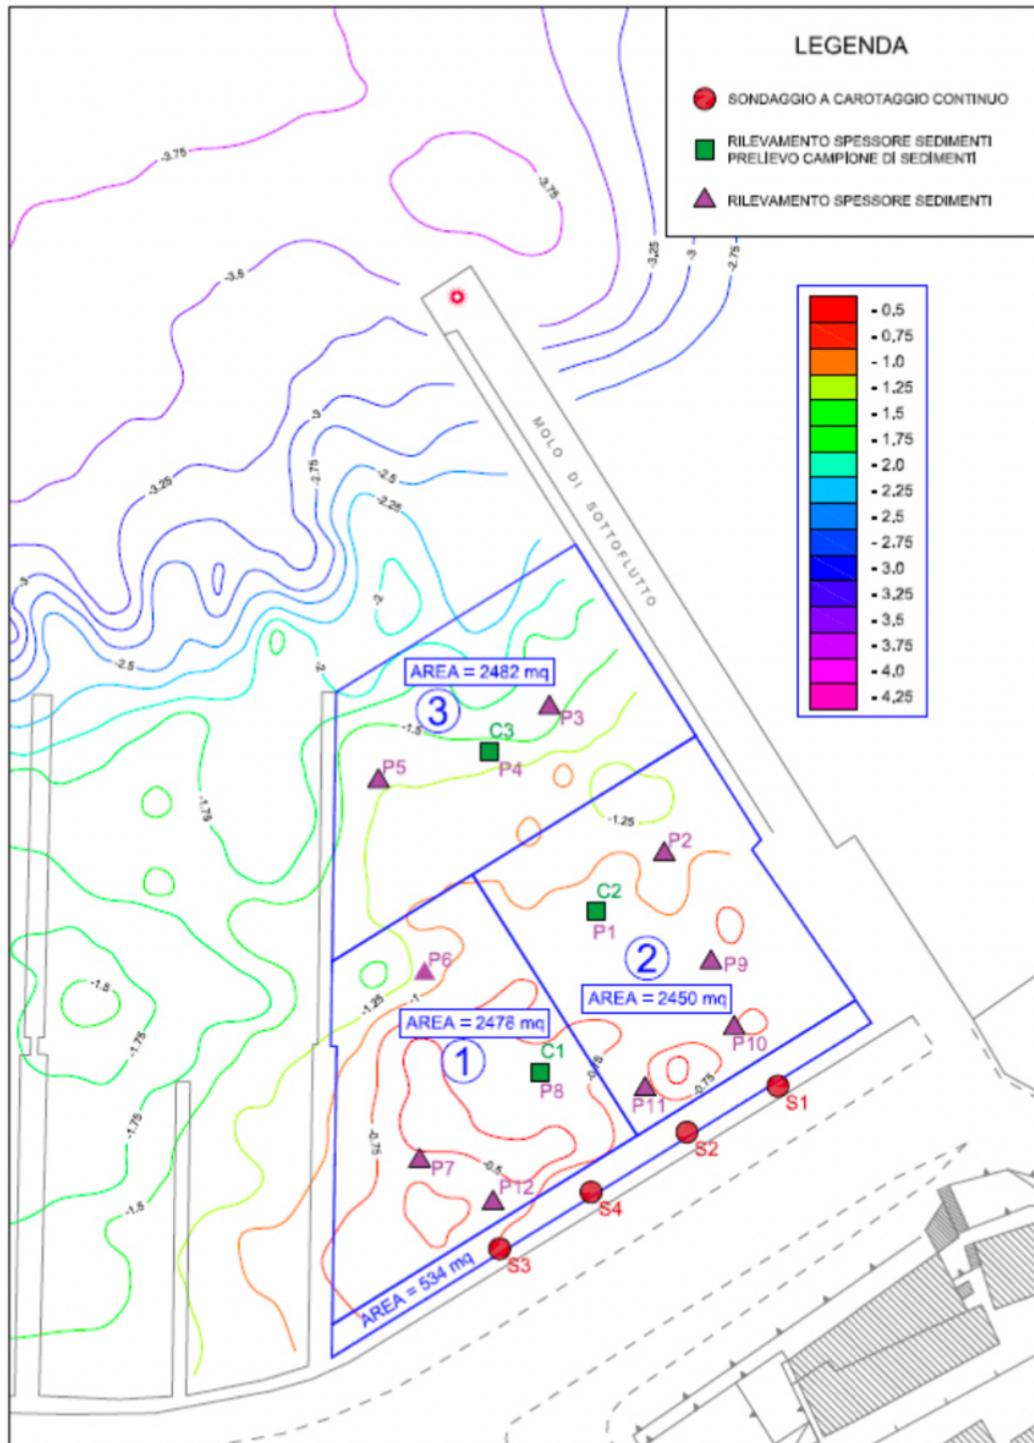 LEGENDA
SONDAGGIO A CAROTAGGIO CONTINUO
RILEVAMENTO SPESSORE SEDIMENTI
PRELIEVO CAMPIONE DI SEDIMENTI
RILEVAMENTO SPESSORE SEDIMENTI
-3.75
-3.75
-3.25
-3
-2.75
-3.5
- 0.5
- 0.75
- 1.0
- 1.25
- 1.5
- 1.75
- 2.0
- 2.25
- 2.5
- 2.75
- 3.0
- 3.25
- 3.5
- 3.75
- 4.0
- 4.25
MOLO DI SOTTOFLUTTO
-3
-2.75
-3.25
-2.5
-2.25
-3
-2
-2.5
-2
AREA = 2482 mq
3
P3
-1.5
C3
P4
P5
-1.75
-1.25
P2
C2
P1
P6
2
P9
-1.5
-1.25
-1
AREA = 2450 mq
AREA = 2478 mq
P10
-1.75
1
C1
P8
-0.75
P11
-0.75
S1
-1.75
-0.75
S2
P7
-0.5
P12
S4
-1.5
S3
AREA = 534 mq